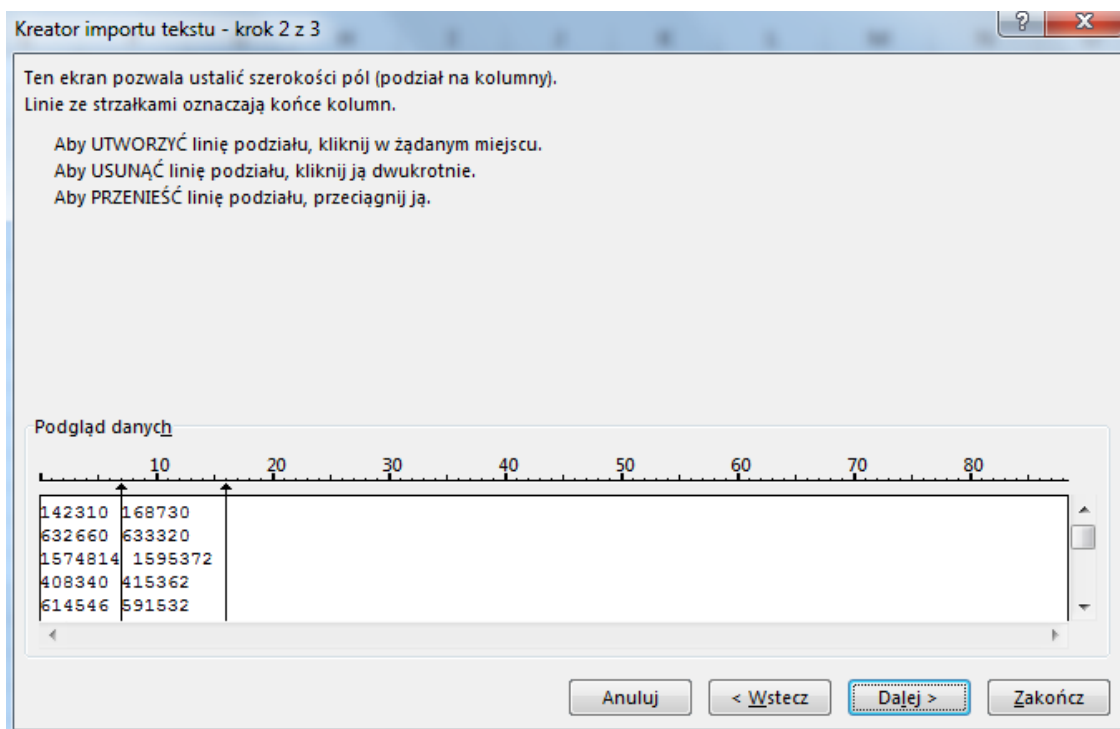 Kreator importu tekstu - krok 2 z 3
?
X
Ten ekran pozwala ustalić szerokości pól (podział na kolumny).
Linie ze strzałkami oznaczają końce kolumn.
Aby UTWORZYĆ linię podziału, kliknij w żądanym miejscu.
Aby USUNĄĆ linię podziału, kliknij ją dwukrotnie.
Aby PRZENIEŚĆ linię podziału, przeciągnij ją.
Podgląd danych
10 20 30 40 50 60 70 80
142310 168730
632660 633320
1574814 1595372
408340 415362
614546 591532
Anuluj < Wstecz Dalej > Zakończ